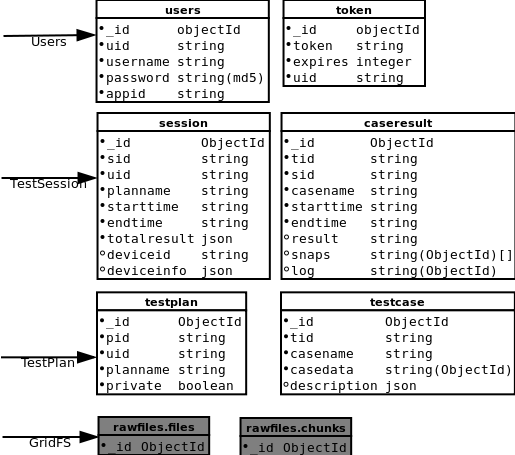 users
•_id objectId
•uid string
•username string
•password string(md5)
•appid string
token
•_id objectId
•token string
•expires integer
•uid string
Users
session
•_id ObjectId
•sid string
•uid string
•planname string
•starttime string
•endtime string
•totalresult json
◦deviceid string
◦deviceinfo json
caseresult
•_id ObjectId
•tid string
•sid string
•casename string
•starttime string
•endtime string
◦result string
◦snaps string(ObjectId)[]
◦log string(ObjectId)
TestSession
testplan
•_id ObjectId
•pid string
•uid string
•planname string
•private boolean
testcase
•_id ObjectId
•tid string
•casename string
•casedata string(ObjectId)
◦description json
TestPlan
rawfiles.files
•_id ObjectId
rawfiles.chunks
•_id ObjectId
GridFS